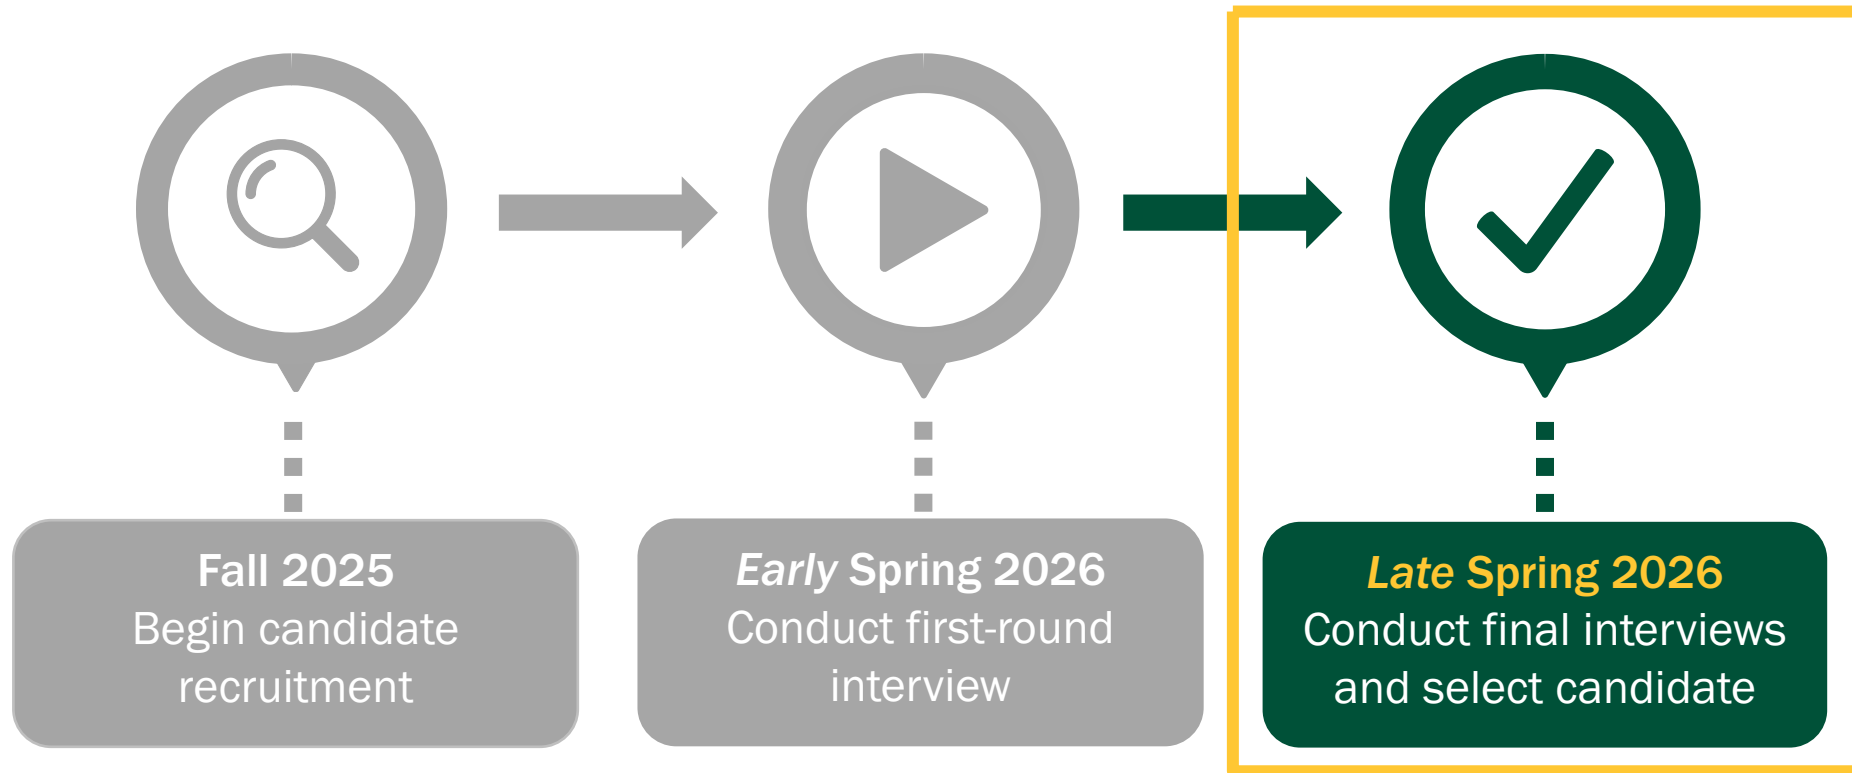 Fall 2025
Begin candidate
recruitment
Early Spring 2026
Conduct first-round
interview
Late Spring 2026
Conduct final interviews
and select candidate